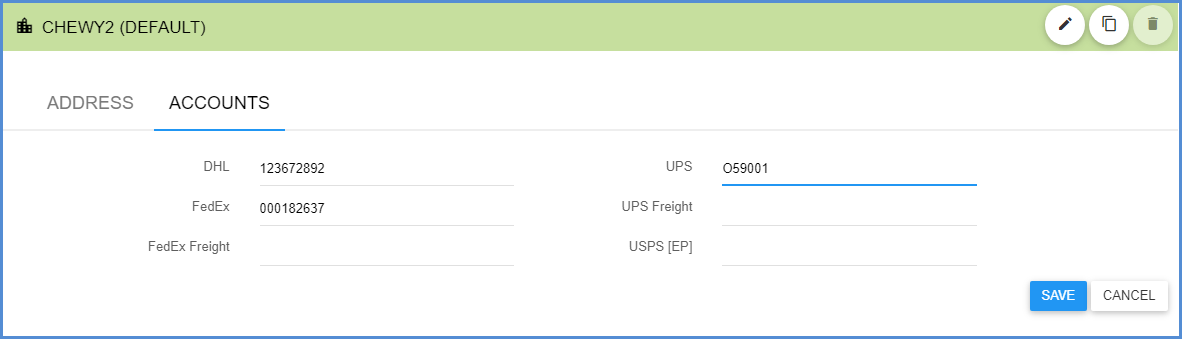 CHEWY2 (DEFAULT)
ADDRESS ACCOUNTS
DHL 123672892 UPS O59001
FedEx 000182637 UPS Freight
FedEx Freight USPS [EP]
SAVE CANCEL